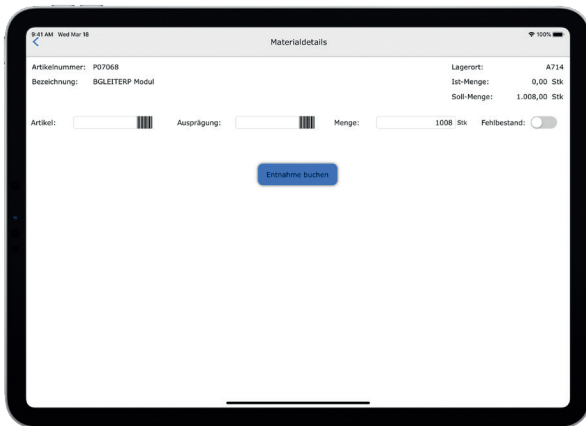 9:41 AM Wed Mar 18
100%
Materialdetails
Artikelnummer: P07068
Lagerort: A714
Bezeichnung: BGLEITERP Modul
Ist-Menge: 0,00 Stk
Soll-Menge: 1.008,00 Stk
Artikel: Ausprägung: Menge: 1008 Stk Fehlbestand:
Entnahme buchen